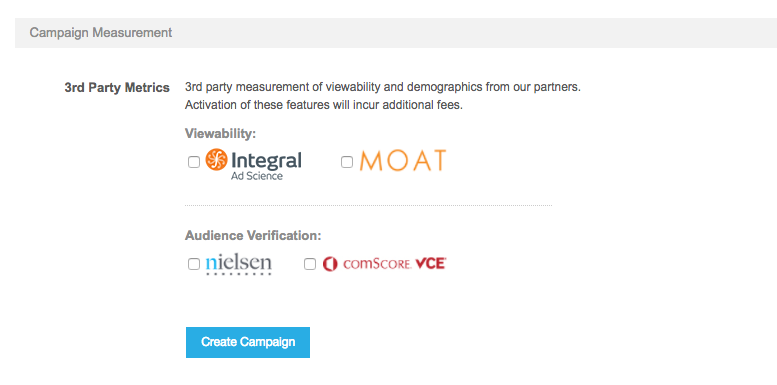 Campaign Measurement
3rd Party Metrics
3rd party measurement of viewability and demographics from our partners.
Activation of these features will incur additional fees.
Viewability:
Integral
Ad Science
MOAT
Audience Verification:
nielsen
comScore VCE
Create Campaign